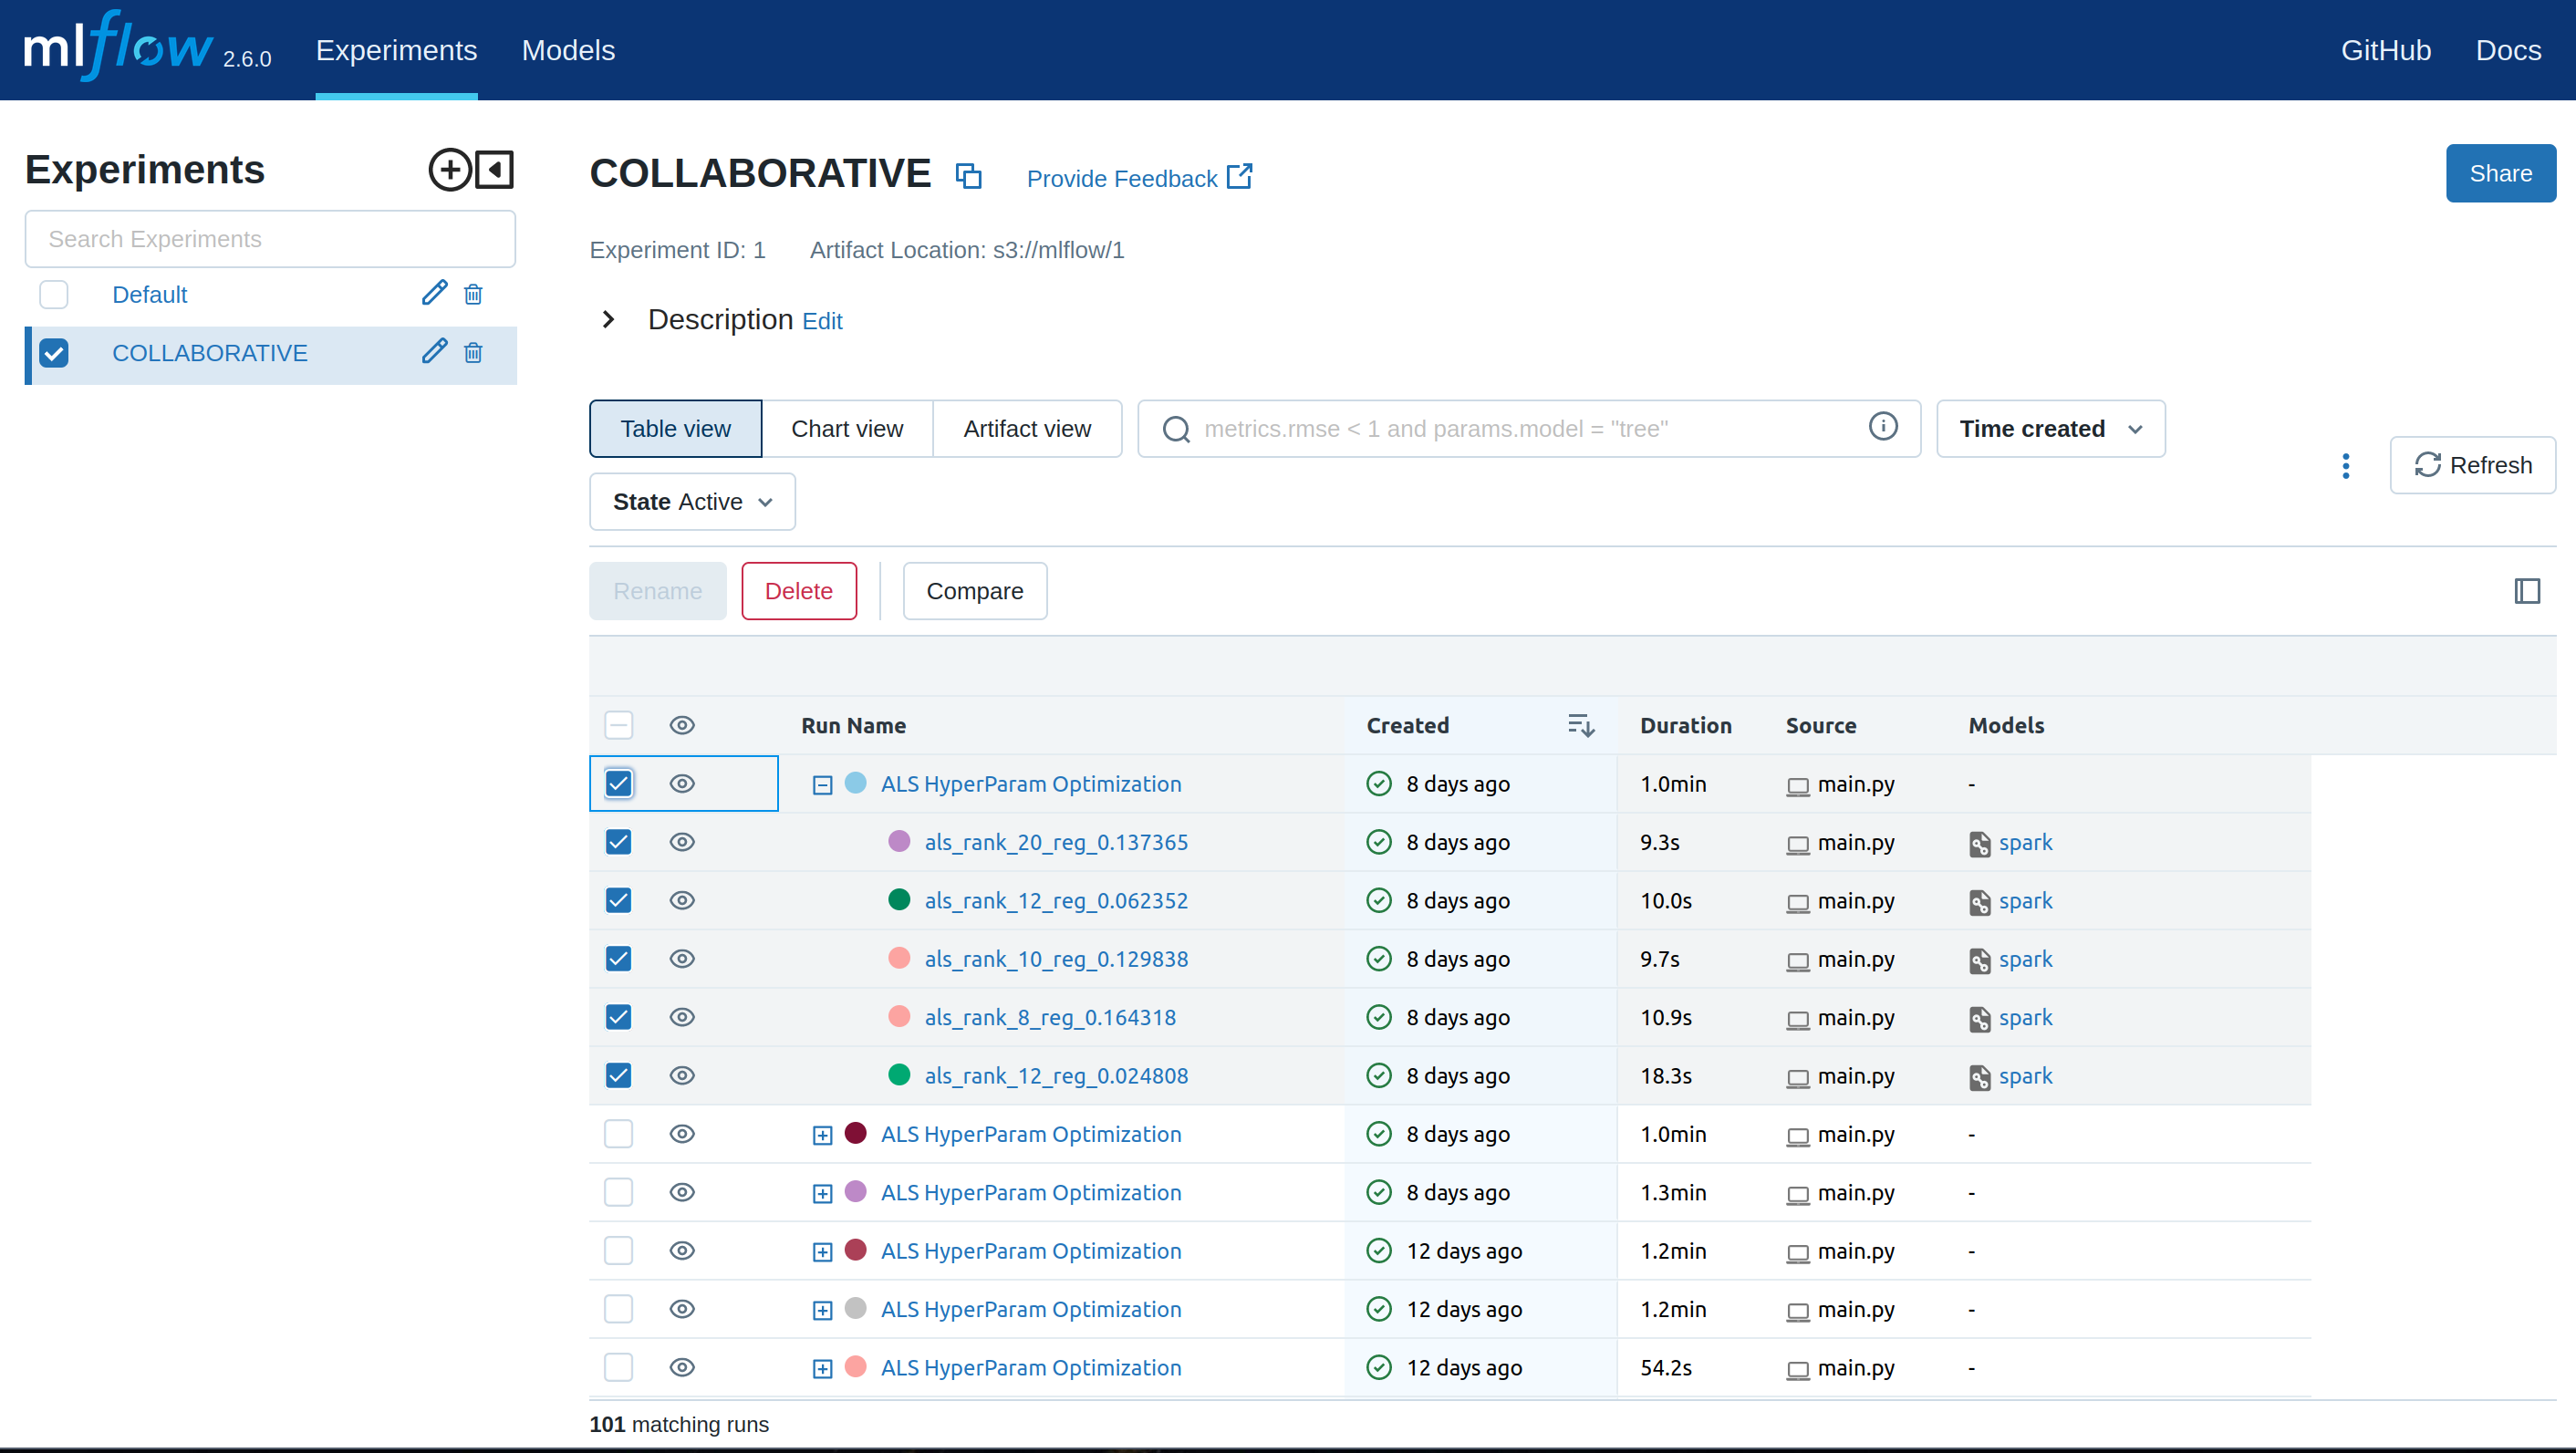 mlflow 2.6.0 Experiments Models GitHub Docs
Experiments
Search Experiments
Default
COLLABORATIVE
COLLABORATIVE Provide Feedback Share
Experiment ID: 1 Artifact Location: s3://mlflow/1
Description Edit
Table view Chart view Artifact view metrics.rmse < 1 and params.model = "tree" Time created
State Active Refresh
Rename Delete Compare
Run Name Created Duration Source Models
ALS HyperParam Optimization 8 days ago 1.0min main.py -
als_rank_20_reg_0.137365 8 days ago 9.3s main.py spark
als_rank_12_reg_0.062352 8 days ago 10.0s main.py spark
als_rank_10_reg_0.129838 8 days ago 9.7s main.py spark
als_rank_8_reg_0.164318 8 days ago 10.9s main.py spark
als_rank_12_reg_0.024808 8 days ago 18.3s main.py spark
ALS HyperParam Optimization 8 days ago 1.0min main.py -
ALS HyperParam Optimization 8 days ago 1.3min main.py -
ALS HyperParam Optimization 12 days ago 1.2min main.py -
ALS HyperParam Optimization 12 days ago 1.2min main.py -
ALS HyperParam Optimization 12 days ago 54.2s main.py -
101 matching runs